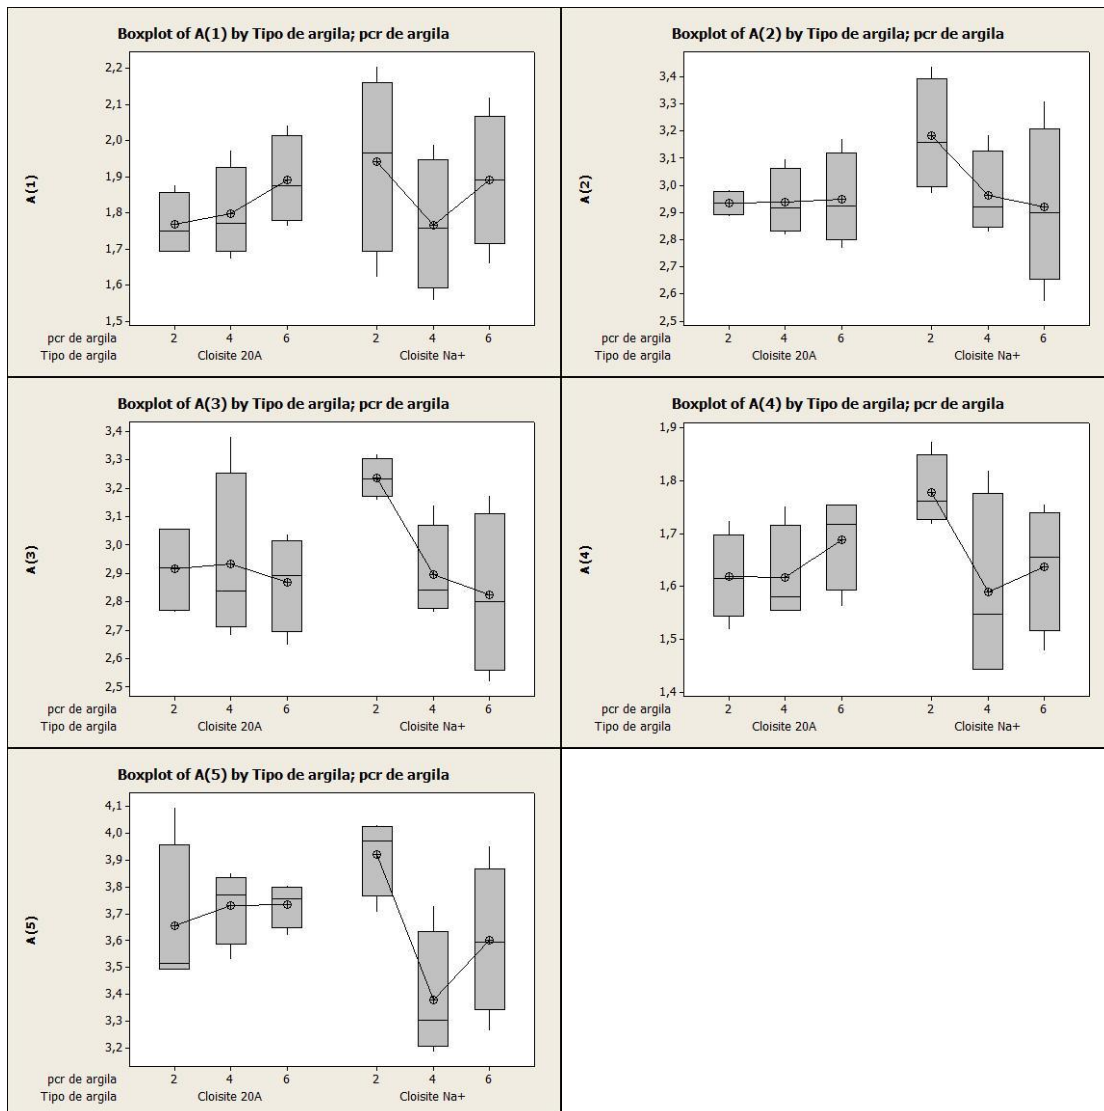 Boxplot of A(1) by Tipo de argila; pcr de argila
2,2
2,1
2,0
1,9
1,8
1,7
1,6
1,5
A(1)
pcr de argila 2 4 6 2 4 6
Tipo de argila Cloisite 20A Cloisite Na+
Boxplot of A(2) by Tipo de argila; pcr de argila
3,4
3,3
3,2
3,1
3,0
2,9
2,8
2,7
2,6
2,5
A(2)
pcr de argila 2 4 6 2 4 6
Tipo de argila Cloisite 20A Cloisite Na+
Boxplot of A(3) by Tipo de argila; pcr de argila
3,4
3,3
3,2
3,1
3,0
2,9
2,8
2,7
2,6
2,5
A(3)
pcr de argila 2 4 6 2 4 6
Tipo de argila Cloisite 20A Cloisite Na+
Boxplot of A(4) by Tipo de argila; pcr de argila
1,9
1,8
1,7
1,6
1,5
1,4
A(4)
pcr de argila 2 4 6 2 4 6
Tipo de argila Cloisite 20A Cloisite Na+
Boxplot of A(5) by Tipo de argila; pcr de argila
4,1
4,0
3,9
3,8
3,7
3,6
3,5
3,4
3,3
3,2
A(5)
pcr de argila 2 4 6 2 4 6
Tipo de argila Cloisite 20A Cloisite Na+